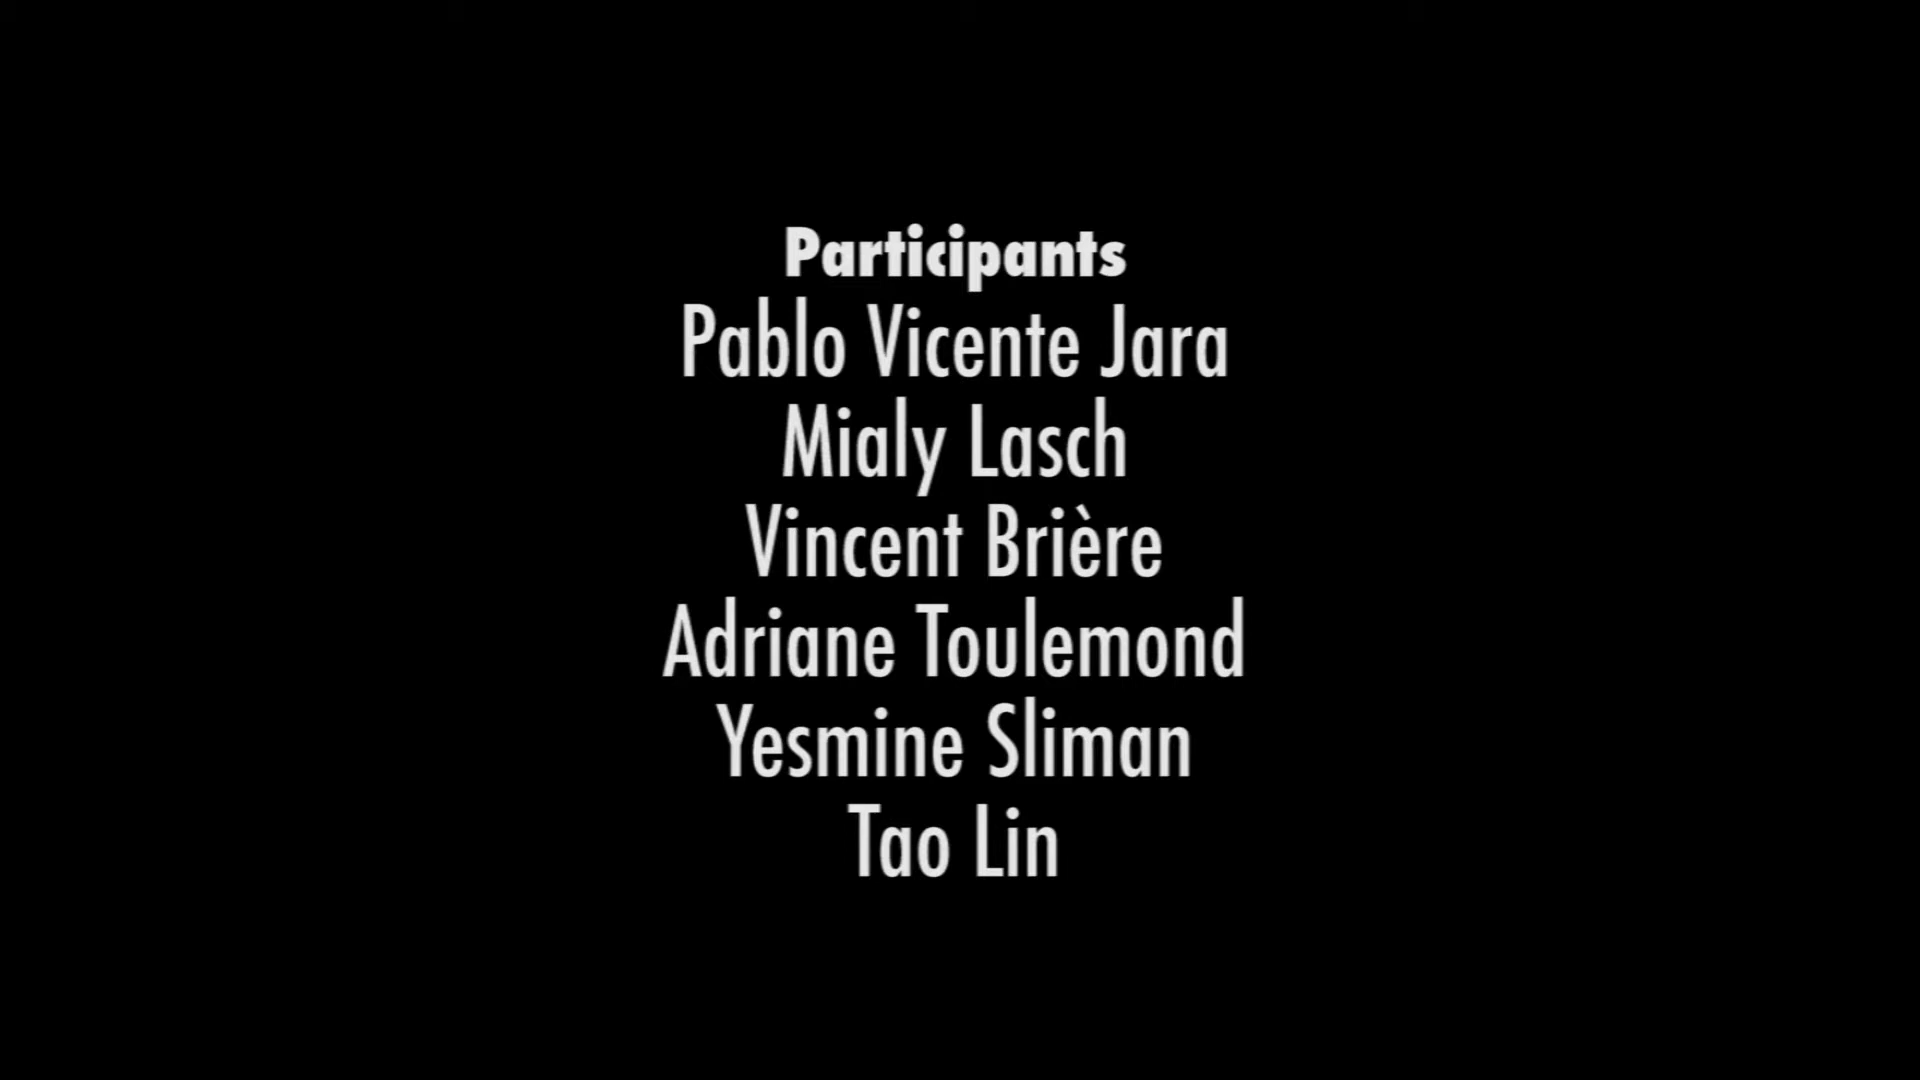 Participants
Pablo Vicente Jara
Mialy Lasch
Vincent Brière
Adriane Toulemond
Yesmine Sliman
Tao Lin